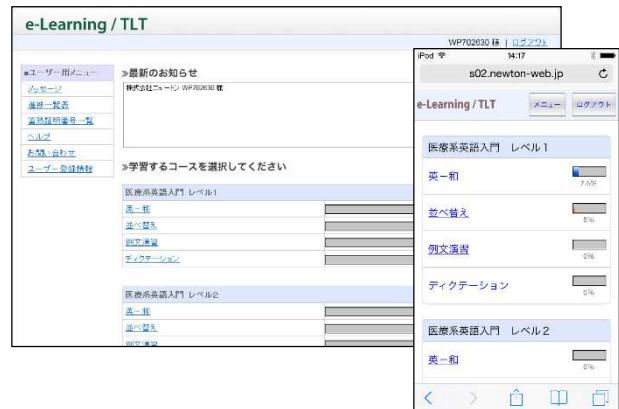 e-Learning / TLT
WP702630 様 | ログアウト
■ユーザー用メニュー
メッセージ
進捗一覧表
習熟証明番号一覧
ヘルプ
お問い合わせ
ユーザー登録情報
≫最新のお知らせ
株式会社ニュートン WP702630 様
≫学習するコースを選択してください
医療系英語入門 レベル1
英－和
並べ替え
例文演習
ディクテーション
医療系英語入門 レベル2
英－和
並べ替え
例文演習
iPod 14:17
s02.newton-web.jp
e-Learning / TLT メニュー ログアウト
医療系英語入門 レベル1
英－和
7.6%
並べ替え
5%
例文演習
0%
ディクテーション
0%
医療系英語入門 レベル2
英－和
0%